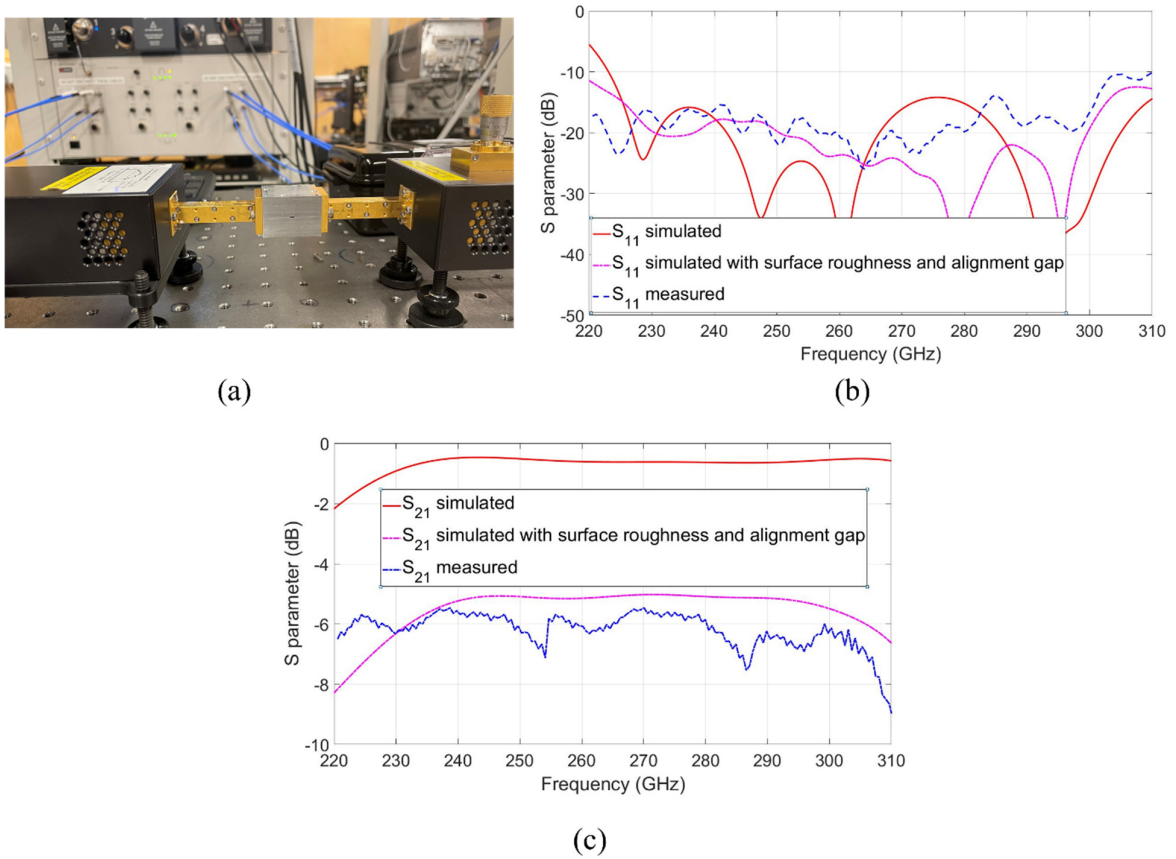 (a)
0
-10
-20
-30
-40
-50
S parameter (dB)
S11 simulated
S11 simulated with surface roughness and alignment gap
S11 measured
220 230 240 250 260 270 280 290 300 310
Frequency (GHz)
(b)
0
-2
-4
-6
-8
-10
S parameter (dB)
S21 simulated
S21 simulated with surface roughness and alignment gap
S21 measured
220 230 240 250 260 270 280 290 300 310
Frequency (GHz)
(c)